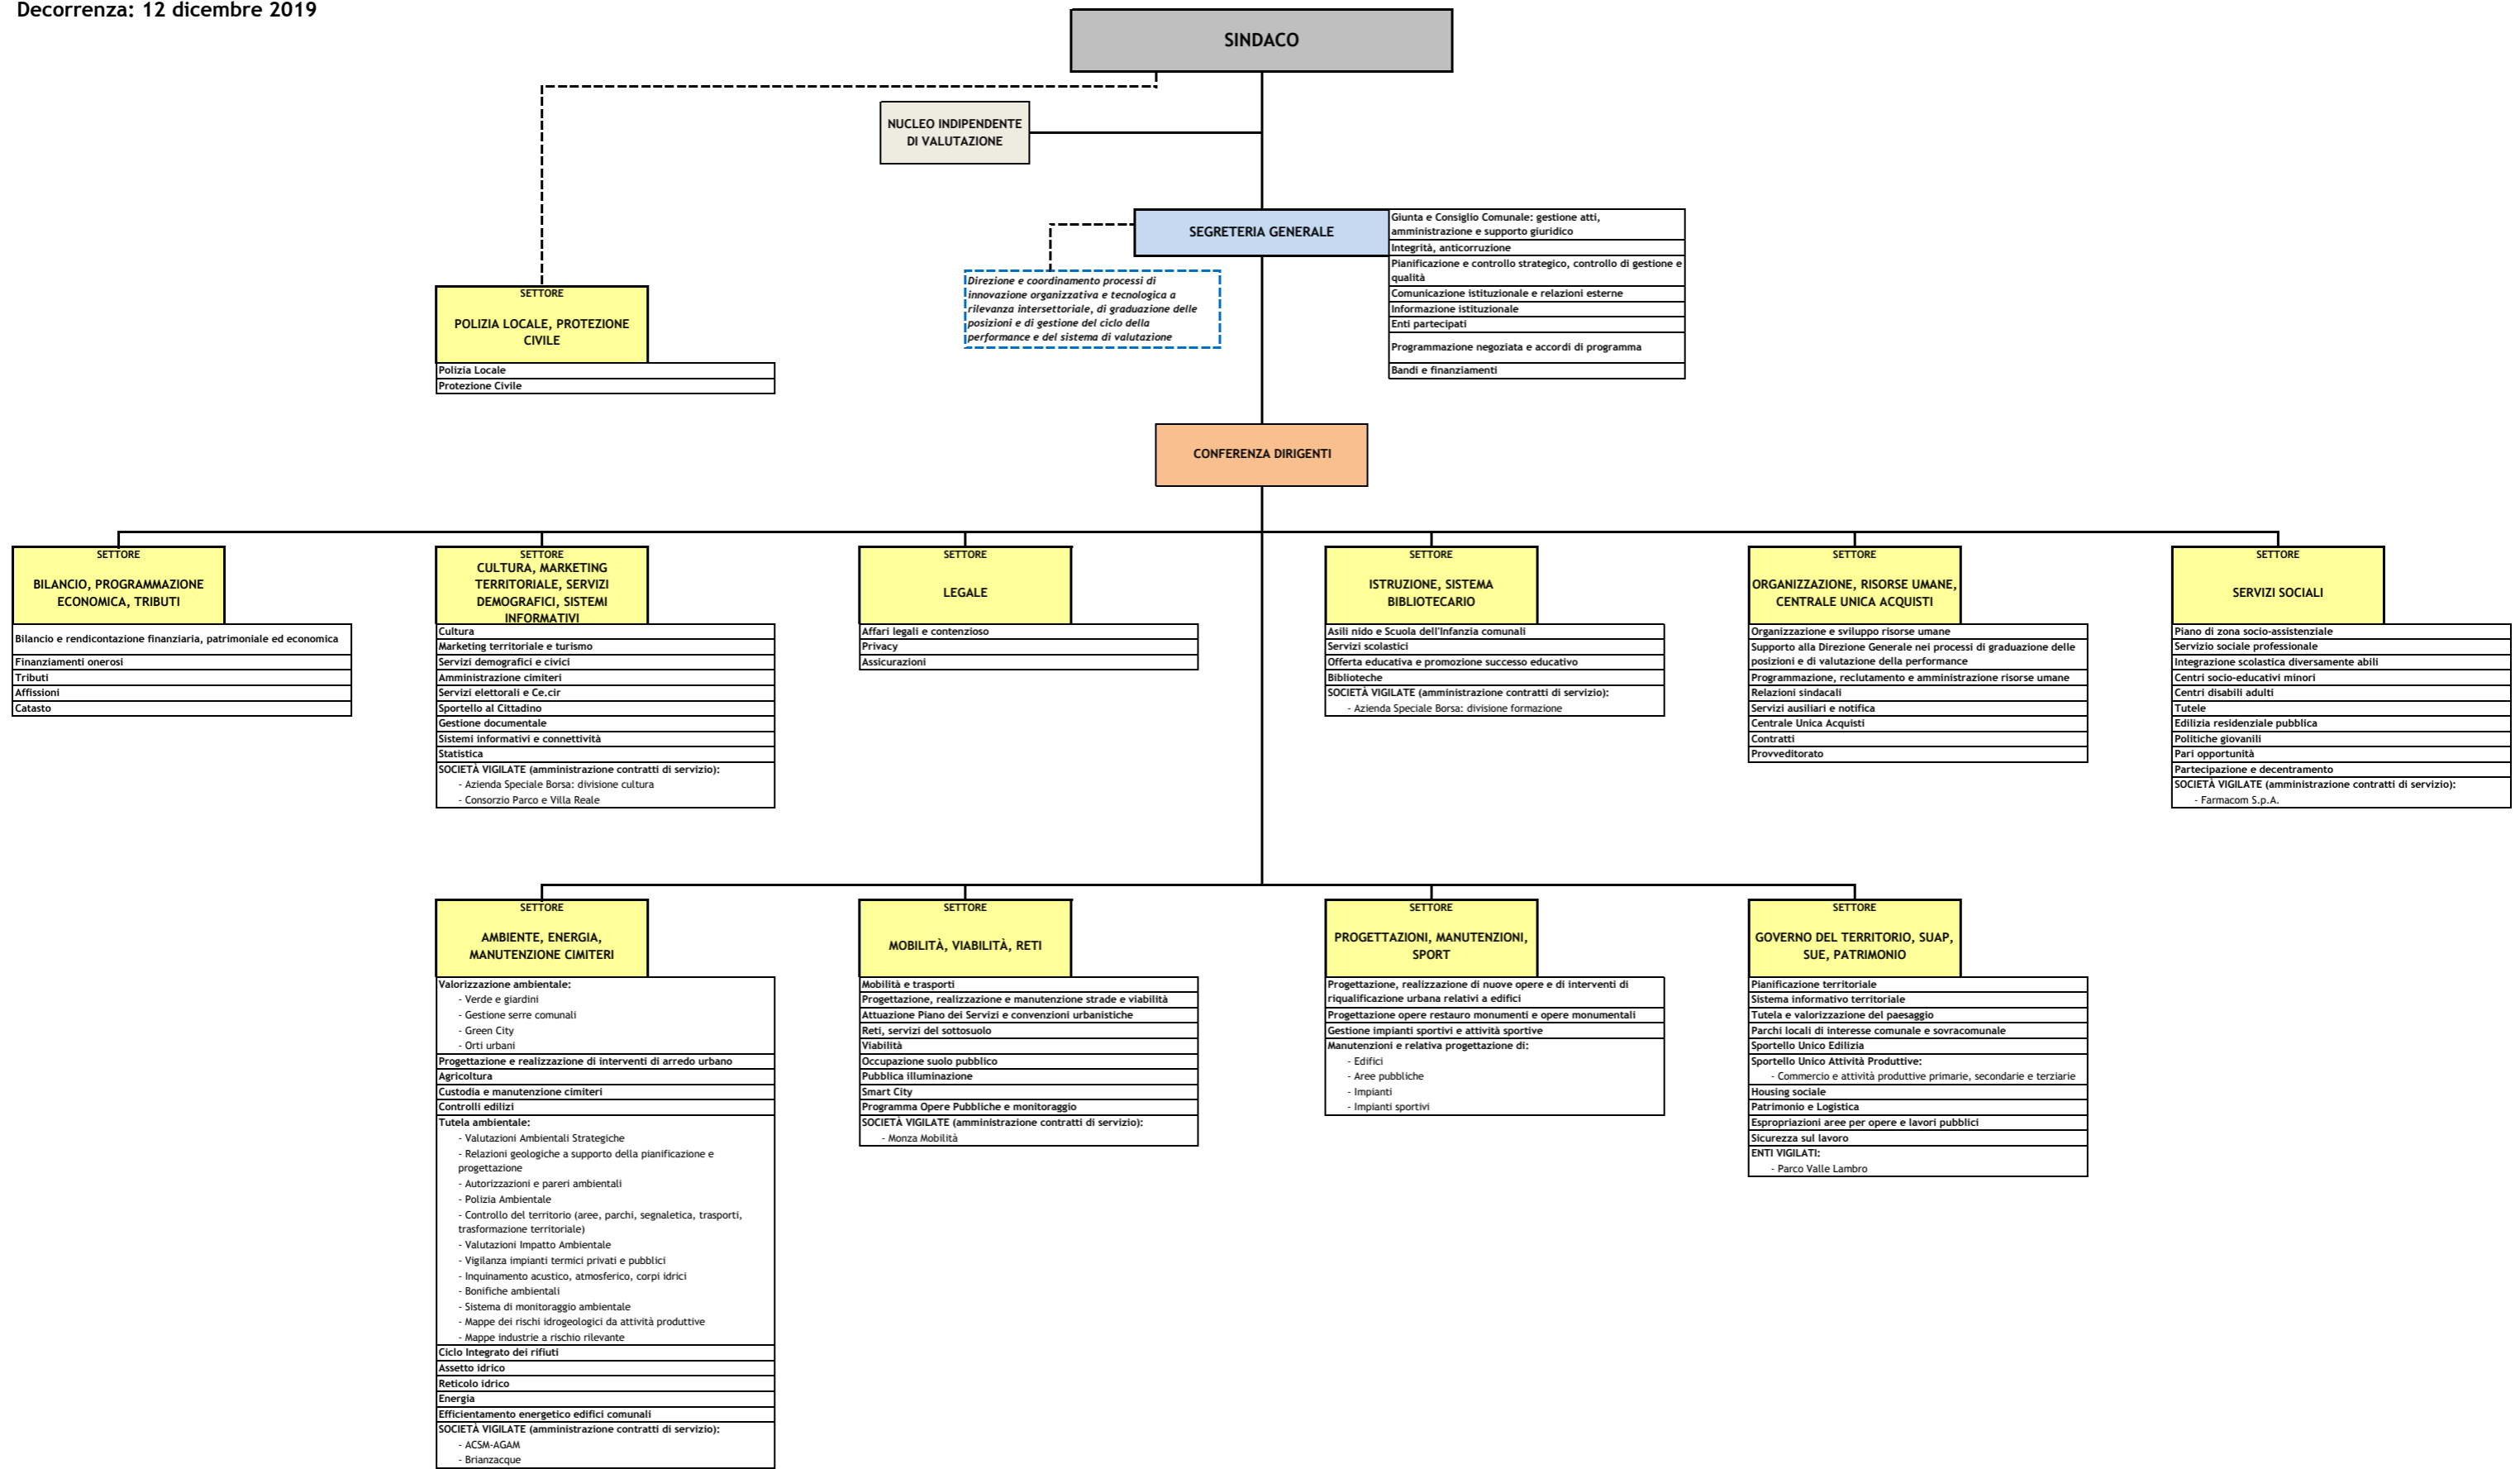 Decorrenza: 12 dicembre 2019
SINDACO
NUCLEO INDIPENDENTE
DI VALUTAZIONE
SEGRETERIA GENERALE
Giunta e Consiglio Comunale: gestione atti,
amministrazione e supporto giuridico
Integrità, anticorruzione
Pianificazione e controllo strategico, controllo di gestione e
qualità
Comunicazione istituzionale e relazioni esterne
Informazione istituzionale
Enti partecipati
Programmazione negoziata e accordi di programma
Bandi e finanziamenti
Direzione e coordinamento processi di
innovazione organizzativa e tecnologica a
rilevanza intersettoriale, di graduazione delle
posizioni e di gestione del ciclo della
performance e del sistema di valutazione
SETTORE
POLIZIA LOCALE, PROTEZIONE
CIVILE
Polizia Locale
Protezione Civile
CONFERENZA DIRIGENTI
SETTORE
BILANCIO, PROGRAMMAZIONE
ECONOMICA, TRIBUTI
Bilancio e rendicontazione finanziaria, patrimoniale ed economica
Finanziamenti onerosi
Tributi
Affissioni
Catasto
SETTORE
CULTURA, MARKETING
TERRITORIALE, SERVIZI
DEMOGRAFICI, SISTEMI
INFORMATIVI
Cultura
Marketing territoriale e turismo
Servizi demografici e civici
Amministrazione cimiteri
Servizi elettorali e Ce.cir
Sportello al Cittadino
Gestione documentale
Sistemi informativi e connettività
Statistica
SOCIETÀ VIGILATE (amministrazione contratti di servizio):
- Azienda Speciale Borsa: divisione cultura
- Consorzio Parco e Villa Reale
SETTORE
LEGALE
Affari legali e contenzioso
Privacy
Assicurazioni
SETTORE
ISTRUZIONE, SISTEMA
BIBLIOTECARIO
Asili nido e Scuola dell'Infanzia comunali
Servizi scolastici
Offerta educativa e promozione successo educativo
Biblioteche
SOCIETÀ VIGILATE (amministrazione contratti di servizio):
- Azienda Speciale Borsa: divisione formazione
SETTORE
ORGANIZZAZIONE, RISORSE UMANE,
CENTRALE UNICA ACQUISTI
Organizzazione e sviluppo risorse umane
Supporto alla Direzione Generale nei processi di graduazione delle
posizioni e di valutazione della performance
Programmazione, reclutamento e amministrazione risorse umane
Relazioni sindacali
Servizi ausiliari e notifica
Centrale Unica Acquisti
Contratti
Provveditorato
SETTORE
SERVIZI SOCIALI
Piano di zona socio-assistenziale
Servizio sociale professionale
Integrazione scolastica diversamente abili
Centri socio-educativi minori
Centri disabili adulti
Tutele
Edilizia residenziale pubblica
Politiche giovanili
Pari opportunità
Partecipazione e decentramento
SOCIETÀ VIGILATE (amministrazione contratti di servizio):
- Farmacom S.p.A.
SETTORE
AMBIENTE, ENERGIA,
MANUTENZIONE CIMITERI
Valorizzazione ambientale:
- Verde e giardini
- Gestione serre comunali
- Green City
- Orti urbani
Progettazione e realizzazione di interventi di arredo urbano
Agricoltura
Custodia e manutenzione cimiteri
Controlli edilizi
Tutela ambientale:
- Valutazioni Ambientali Strategiche
- Relazioni geologiche a supporto della pianificazione e
progettazione
- Autorizzazioni e pareri ambientali
- Polizia Ambientale
- Controllo del territorio (aree, parchi, segnaletica, trasporti,
trasformazione territoriale)
- Valutazioni Impatto Ambientale
- Vigilanza impianti termici privati e pubblici
- Inquinamento acustico, atmosferico, corpi idrici
- Bonifiche ambientali
- Sistema di monitoraggio ambientale
- Mappe dei rischi idrogeologici da attività produttive
- Mappe industrie a rischio rilevante
Ciclo Integrato dei rifiuti
Assetto idrico
Reticolo idrico
Energia
Efficientamento energetico edifici comunali
SOCIETÀ VIGILATE (amministrazione contratti di servizio):
- ACSM-AGAM
- Brianzacque
SETTORE
MOBILITÀ, VIABILITÀ, RETI
Mobilità e trasporti
Progettazione, realizzazione e manutenzione strade e viabilità
Attuazione Piano dei Servizi e convenzioni urbanistiche
Reti, servizi del sottosuolo
Viabilità
Occupazione suolo pubblico
Pubblica illuminazione
Smart City
Programma Opere Pubbliche e monitoraggio
SOCIETÀ VIGILATE (amministrazione contratti di servizio):
- Monza Mobilità
SETTORE
PROGETTAZIONI, MANUTENZIONI,
SPORT
Progettazione, realizzazione di nuove opere e di interventi di
riqualificazione urbana relativi a edifici
Progettazione opere restauro monumenti e opere monumentali
Gestione impianti sportivi e attività sportive
Manutenzioni e relativa progettazione di:
- Edifici
- Aree pubbliche
- Impianti
- Impianti sportivi
SETTORE
GOVERNO DEL TERRITORIO, SUAP,
SUE, PATRIMONIO
Pianificazione territoriale
Sistema informativo territoriale
Tutela e valorizzazione del paesaggio
Parchi locali di interesse comunale e sovracomunale
Sportello Unico Edilizia
Sportello Unico Attività Produttive:
- Commercio e attività produttive primarie, secondarie e terziarie
Housing sociale
Patrimonio e Logistica
Espropriazioni aree per opere e lavori pubblici
Sicurezza sul lavoro
ENTI VIGILATI:
- Parco Valle Lambro